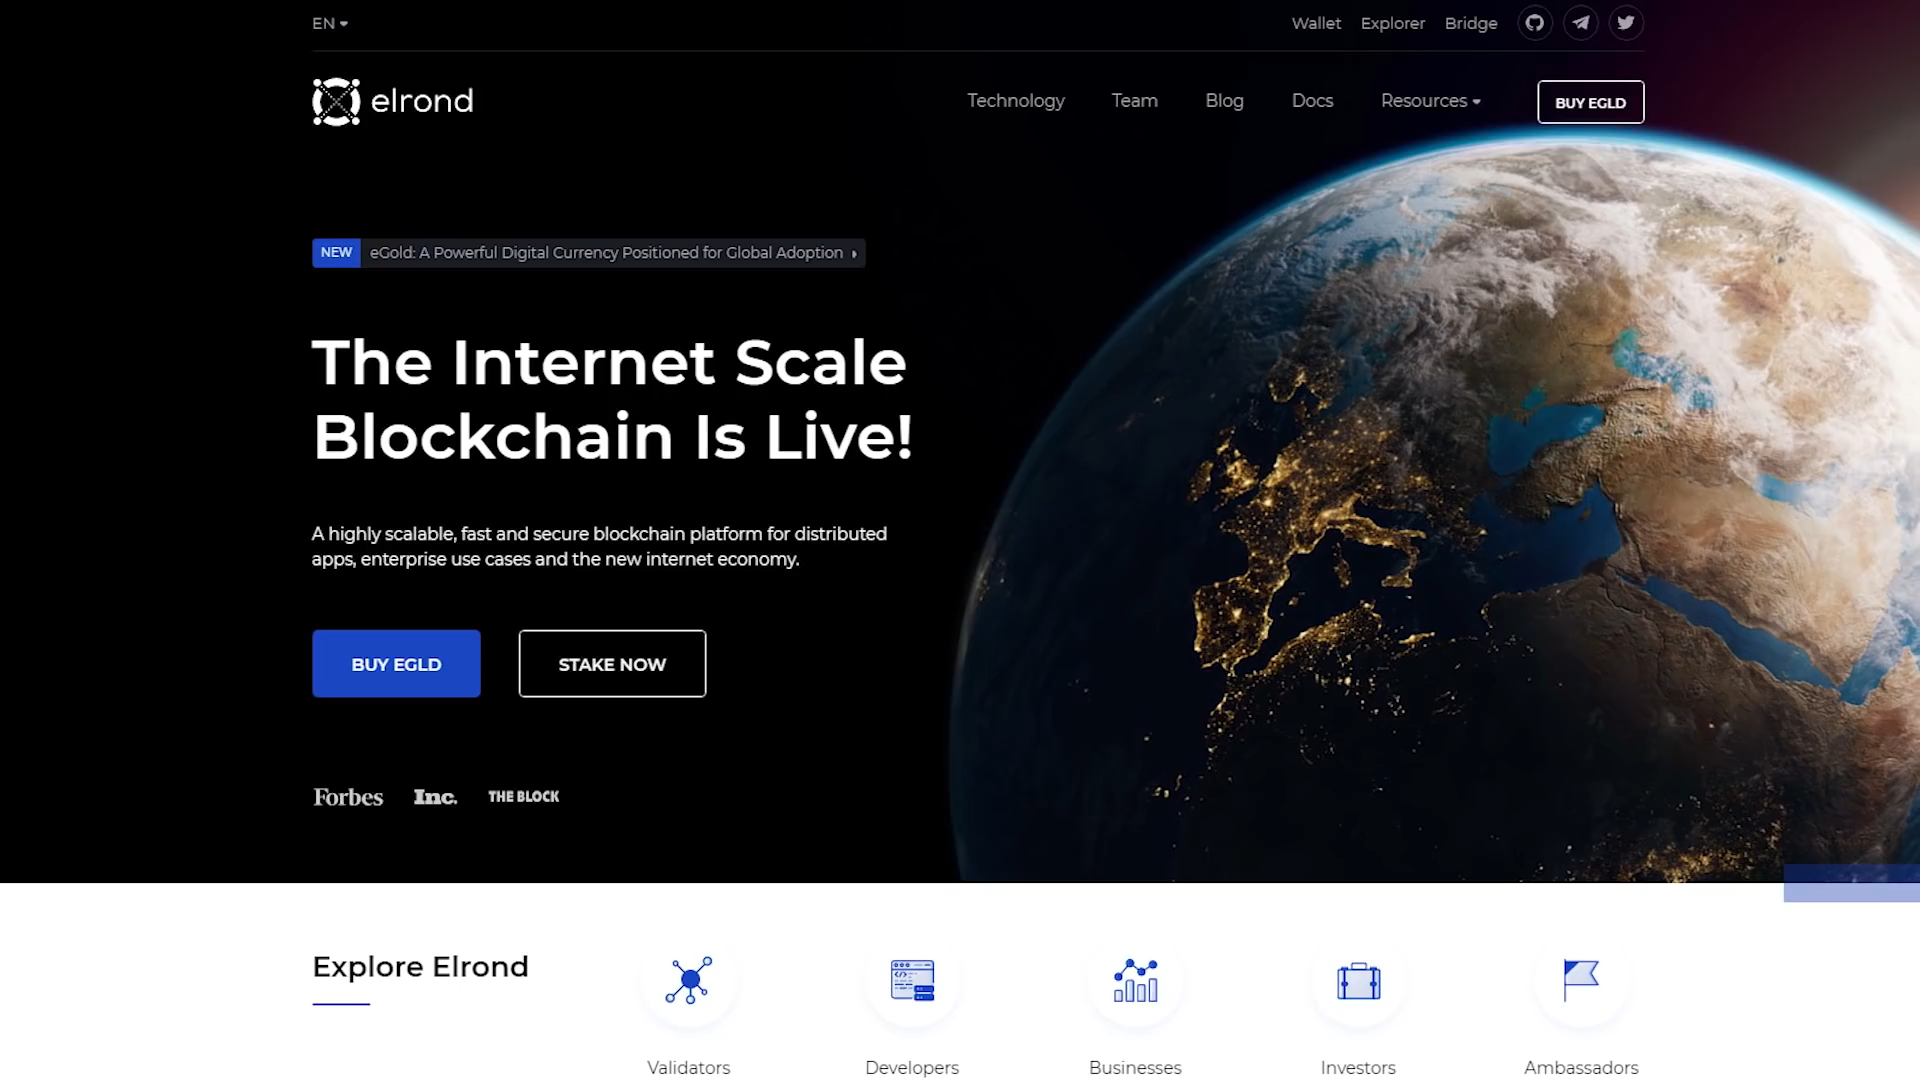 EN
Wallet Explorer Bridge
elrond
Technology Team Blog Docs Resources BUY EGLD
NEW eGold: A Powerful Digital Currency Positioned for Global Adoption
The Internet Scale
Blockchain Is Live!
A highly scalable, fast and secure blockchain platform for distributed
apps, enterprise use cases and the new internet economy.
BUY EGLD STAKE NOW
Forbes Inc. THE BLOCK
Explore Elrond
Validators Developers Businesses Investors Ambassadors